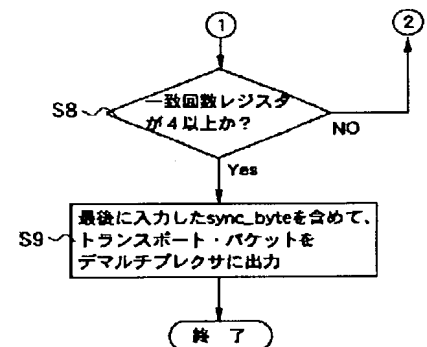 ①
②
S8
一致回数レジスタ
が4以上か?
NO
Yes
S9
最後に入力したsync_byteを含めて、
トランスポート・パケットを
デマルチプレクサに出力
終 了